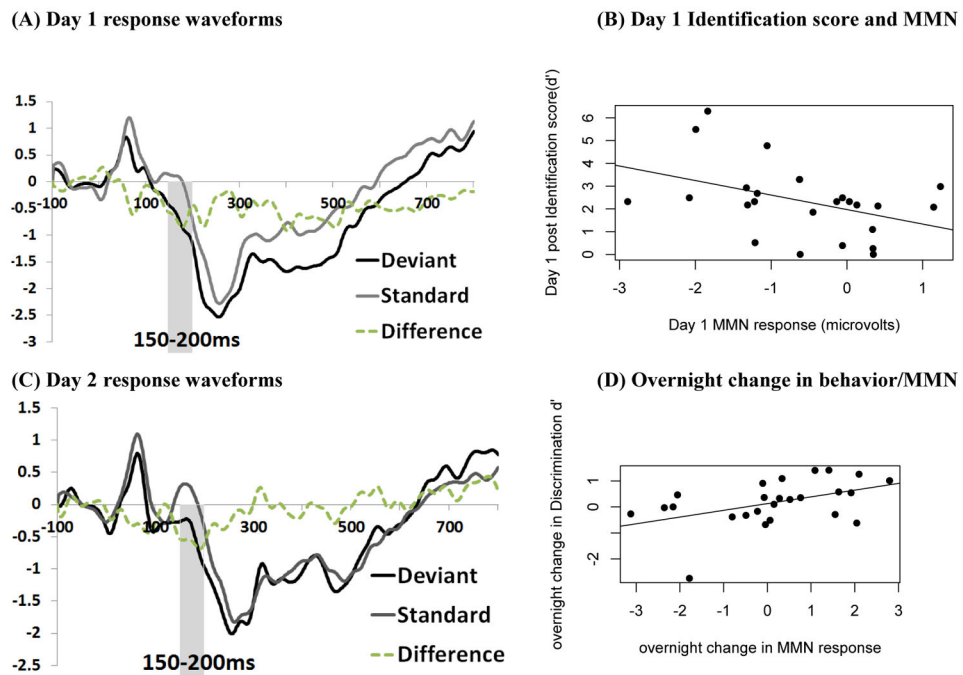 (A) Day 1 response waveforms
1.5
1
0.5
0
-0.5
-1
-1.5
-2
-2.5
-3
-100 100 300 500 700
Deviant
Standard
Difference
150-200ms
(B) Day 1 Identification score and MMN
Day 1 post Identification score(d')
6
5
4
3
2
1
0
-3 -2 -1 0 1
Day 1 MMN response (microvolts)
(C) Day 2 response waveforms
1.5
1
0.5
0
-0.5
-1
-1.5
-2
-2.5
-100 100 300 500 700
Deviant
Standard
Difference
150-200ms
(D) Overnight change in behavior/MMN
overnight change in Discrimination d'
1
0
-2
-3 -2 -1 0 1 2 3
overnight change in MMN response